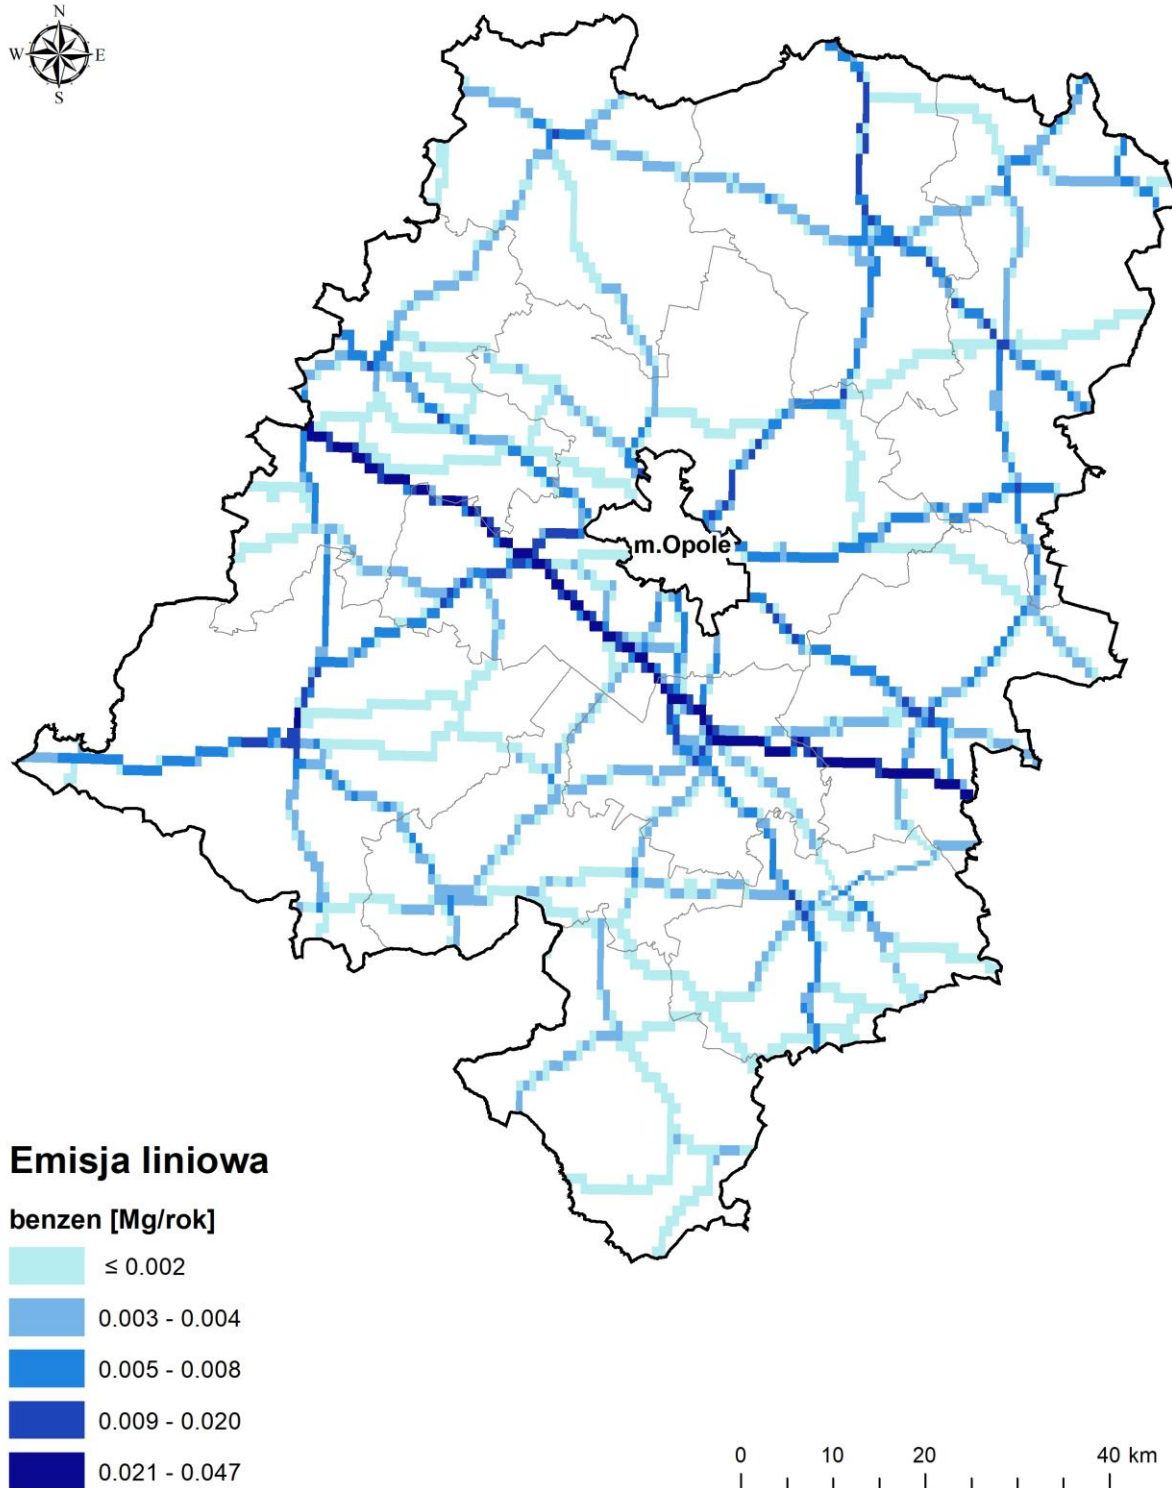 N
W E
S
m.Opole
Emisja liniowa
benzen [Mg/rok]
≤ 0.002
0.003 - 0.004
0.005 - 0.008
0.009 - 0.020
0.021 - 0.047
0 10 20 40 km